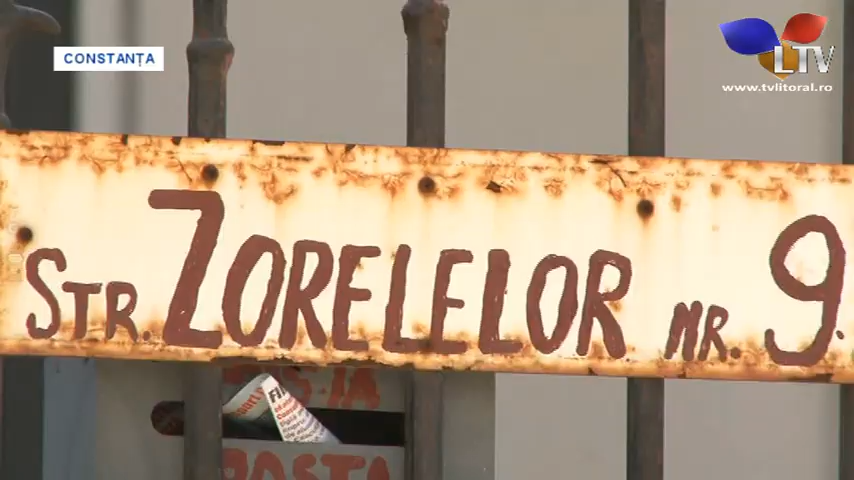 CONSTANȚA
LTV
www.tvlitoral.ro
STR. ZORELELOR NR. 9.
POSTA